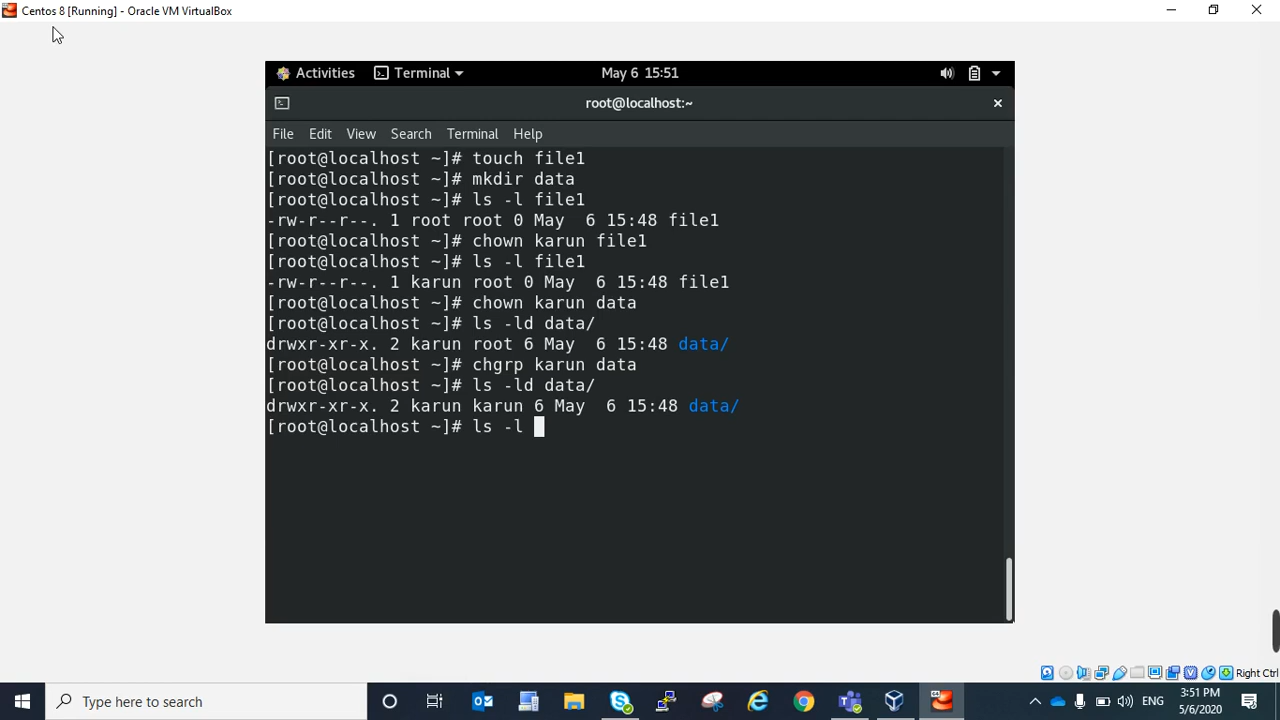 Centos 8 [Running] - Oracle VM VirtualBox
Activities Terminal May 6 15:51
root@localhost:~
File Edit View Search Terminal Help
[root@localhost ~]# touch file1
[root@localhost ~]# mkdir data
[root@localhost ~]# ls -l file1
-rw-r--r--. 1 root root 0 May  6 15:48 file1
[root@localhost ~]# chown karun file1
[root@localhost ~]# ls -l file1
-rw-r--r--. 1 karun root 0 May  6 15:48 file1
[root@localhost ~]# chown karun data
[root@localhost ~]# ls -ld data/
drwxr-xr-x. 2 karun root 6 May  6 15:48 data/
[root@localhost ~]# chgrp karun data
[root@localhost ~]# ls -ld data/
drwxr-xr-x. 2 karun karun 6 May  6 15:48 data/
[root@localhost ~]# ls -l
Right Ctrl
Type here to search
ENG
3:51 PM
5/6/2020